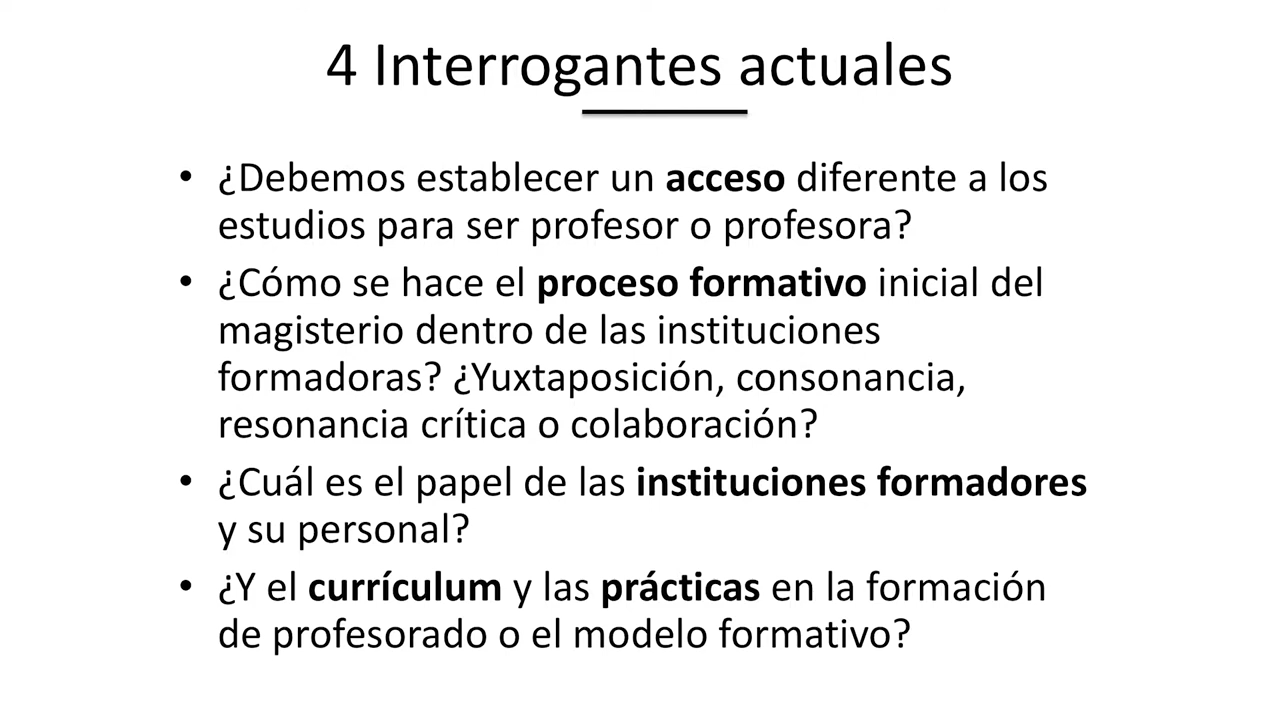 4 Interrogantes actuales
• ¿Debemos establecer un acceso diferente a los
estudios para ser profesor o profesora?
• ¿Cómo se hace el proceso formativo inicial del
magisterio dentro de las instituciones
formadoras? ¿Yuxtaposición, consonancia,
resonancia crítica o colaboración?
• ¿Cuál es el papel de las instituciones formadores
y su personal?
• ¿Y el currículum y las prácticas en la formación
de profesorado o el modelo formativo?